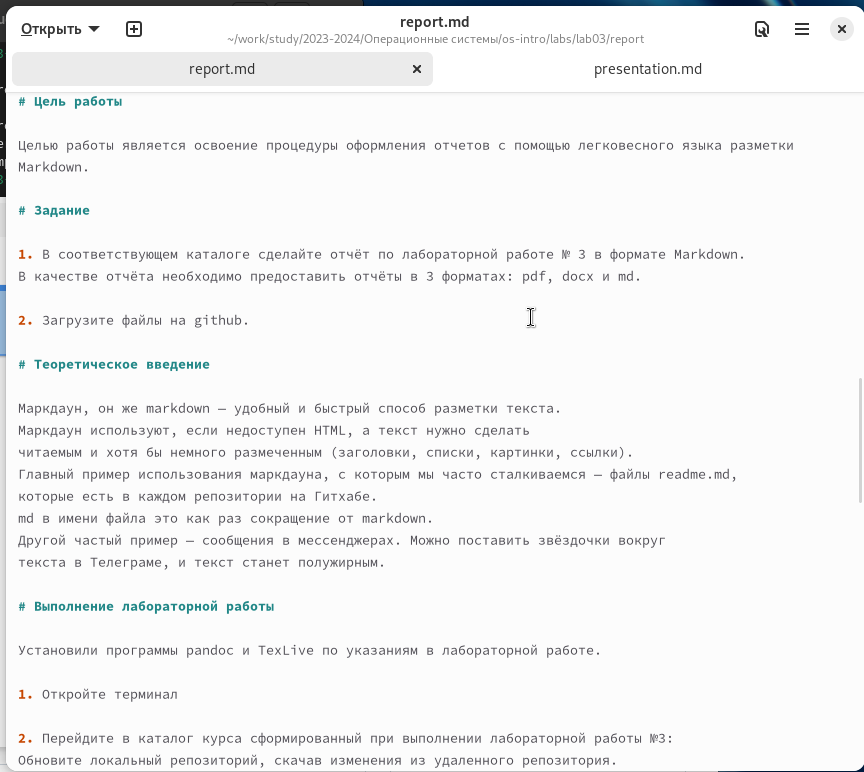 Открыть
report.md
~/work/study/2023-2024/Операционные системы/os-intro/labs/lab03/report
report.md
presentation.md
# Цель работы
Целью работы является освоение процедуры оформления отчетов с помощью легковесного языка разметки
Markdown.
# Задание
1. В соответствующем каталоге сделайте отчёт по лабораторной работе № 3 в формате Markdown.
В качестве отчёта необходимо предоставить отчёты в 3 форматах: pdf, docx и md.
2. Загрузите файлы на github.
# Теоретическое введение
Маркдаун, он же markdown — удобный и быстрый способ разметки текста.
Маркдаун используют, если недоступен HTML, а текст нужно сделать
читаемым и хотя бы немного размеченным (заголовки, списки, картинки, ссылки).
Главный пример использования маркдауна, с которым мы часто сталкиваемся — файлы readme.md,
которые есть в каждом репозитории на Гитхабе.
md в имени файла это как раз сокращение от markdown.
Другой частый пример — сообщения в мессенджерах. Можно поставить звёздочки вокруг
текста в Телеграме, и текст станет полужирным.
# Выполнение лабораторной работы
Установили программы pandoc и TexLive по указаниям в лабораторной работе.
1. Откройте терминал
2. Перейдите в каталог курса сформированный при выполнении лабораторной работы №3:
Обновите локальный репозиторий, скачав изменения из удаленного репозитория.